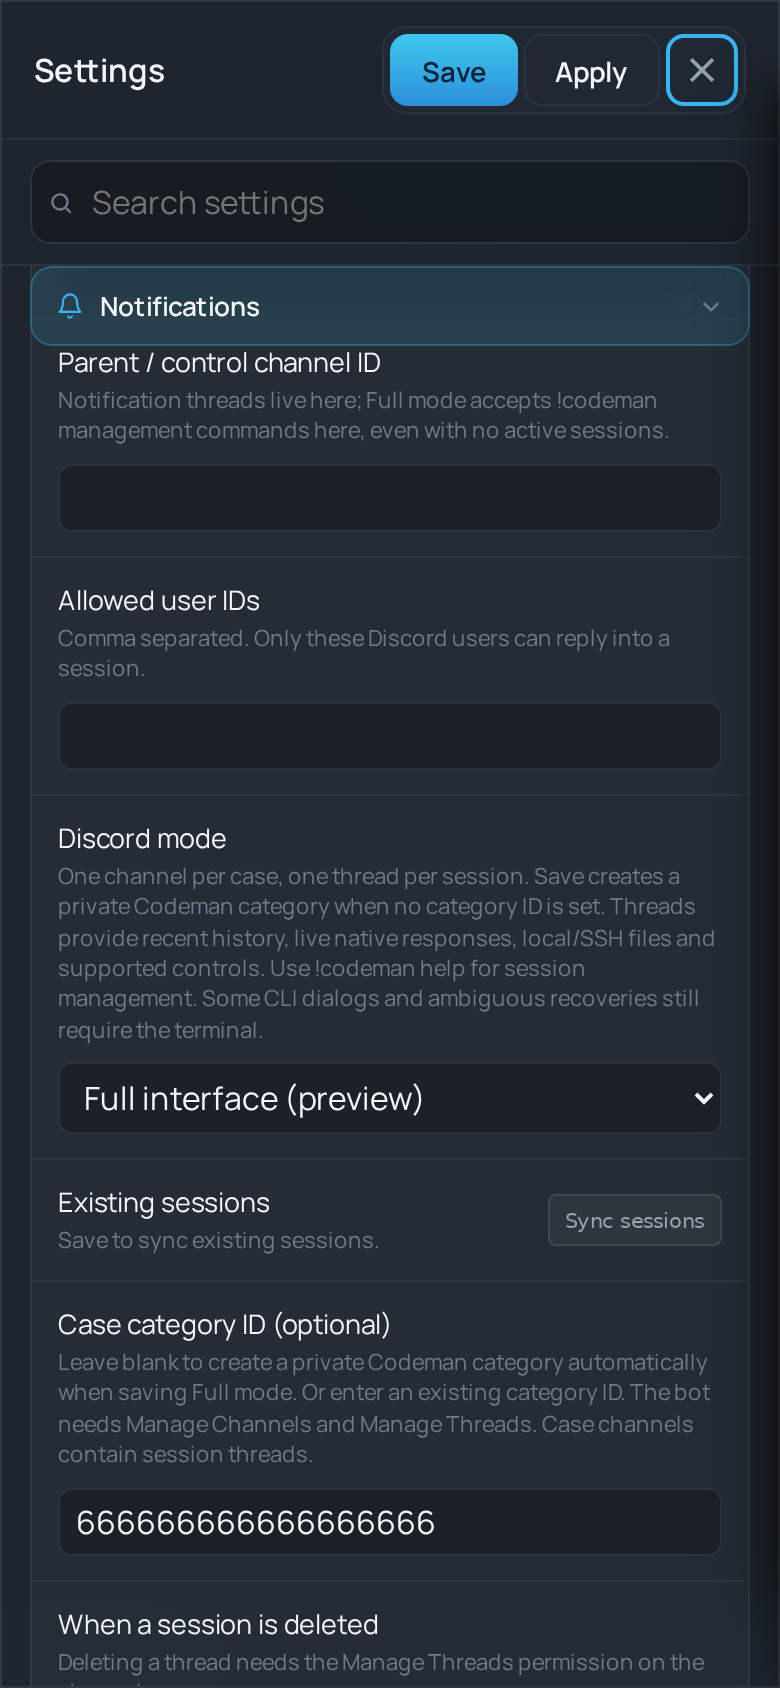 Settings
Save
Apply
Search settings
Notifications
Parent / control channel ID
Notification threads live here; Full mode accepts !codeman
management commands here, even with no active sessions.
Allowed user IDs
Comma separated. Only these Discord users can reply into a
session.
Discord mode
One channel per case, one thread per session. Save creates a
private Codeman category when no category ID is set. Threads
provide recent history, live native responses, local/SSH files and
supported controls. Use !codeman help for session
management. Some CLI dialogs and ambiguous recoveries still
require the terminal.
Full interface (preview)
Existing sessions
Sync sessions
Save to sync existing sessions.
Case category ID (optional)
Leave blank to create a private Codeman category automatically
when saving Full mode. Or enter an existing category ID. The bot
needs Manage Channels and Manage Threads. Case channels
contain session threads.
666666666666666666
When a session is deleted
Deleting a thread needs the Manage Threads permission on the